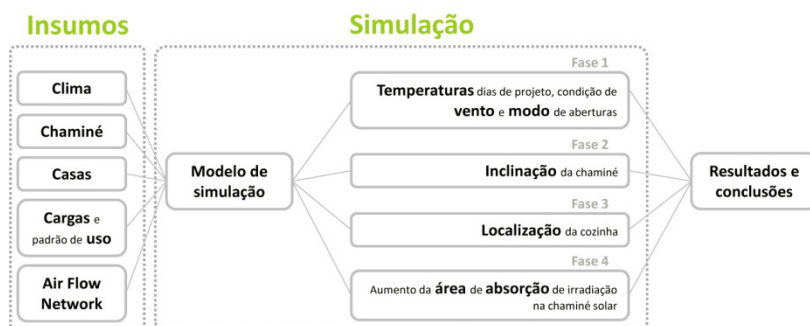 Insumos
Clima
Chaminé
Casas
Cargas e
padrão de uso
Air Flow
Network
Simulação
Modelo de
simulação
Fase 1
Temperaturas dias de projeto, condição de
vento e modo de aberturas
Fase 2
Inclinação da chaminé
Fase 3
Localização da cozinha
Fase 4
Aumento da área de absorção de irradiação
na chaminé solar
Resultados e
conclusões